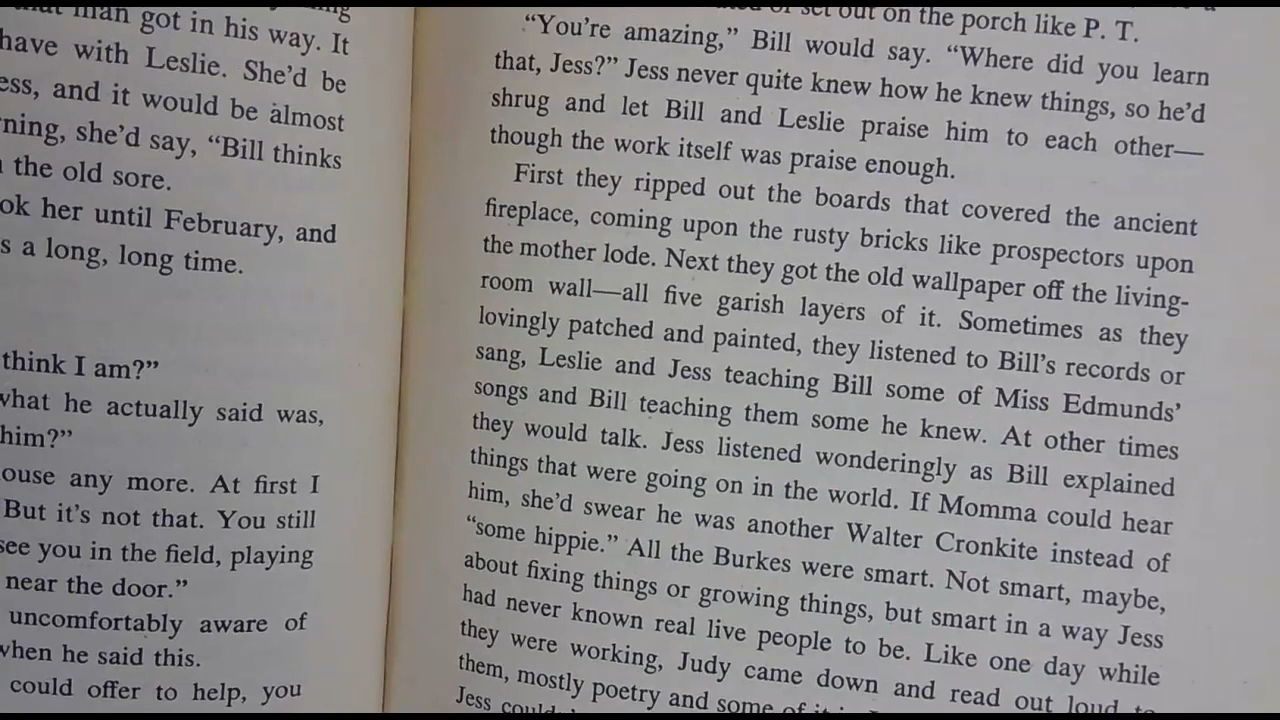 man got in his way. It
have with Leslie. She'd be
ess, and it would be almost
rning, she'd say, “Bill thinks
the old sore.
ok her until February, and
s a long, long time.
think I am?”
what he actually said was,
him?”
ouse any more. At first I
But it's not that. You still
see you in the field, playing
near the door.”
uncomfortably aware of
when he said this.
could offer to help, you
set out on the porch like P. T.
“You're amazing,” Bill would say. “Where did you learn
that, Jess?” Jess never quite knew how he knew things, so he'd
shrug and let Bill and Leslie praise him to each other—
though the work itself was praise enough.
First they ripped out the boards that covered the ancient
fireplace, coming upon the rusty bricks like prospectors upon
the mother lode. Next they got the old wallpaper off the living-
room wall—all five garish layers of it. Sometimes as they
lovingly patched and painted, they listened to Bill's records or
sang, Leslie and Jess teaching Bill some of Miss Edmunds'
songs and Bill teaching them some he knew. At other times
they would talk. Jess listened wonderingly as Bill explained
things that were going on in the world. If Momma could hear
him, she'd swear he was another Walter Cronkite instead of
“some hippie.” All the Burkes were smart. Not smart, maybe,
about fixing things or growing things, but smart in a way Jess
had never known real live people to be. Like one day while
they were working, Judy came down and read out loud to
them, mostly poetry and some of it
Jess